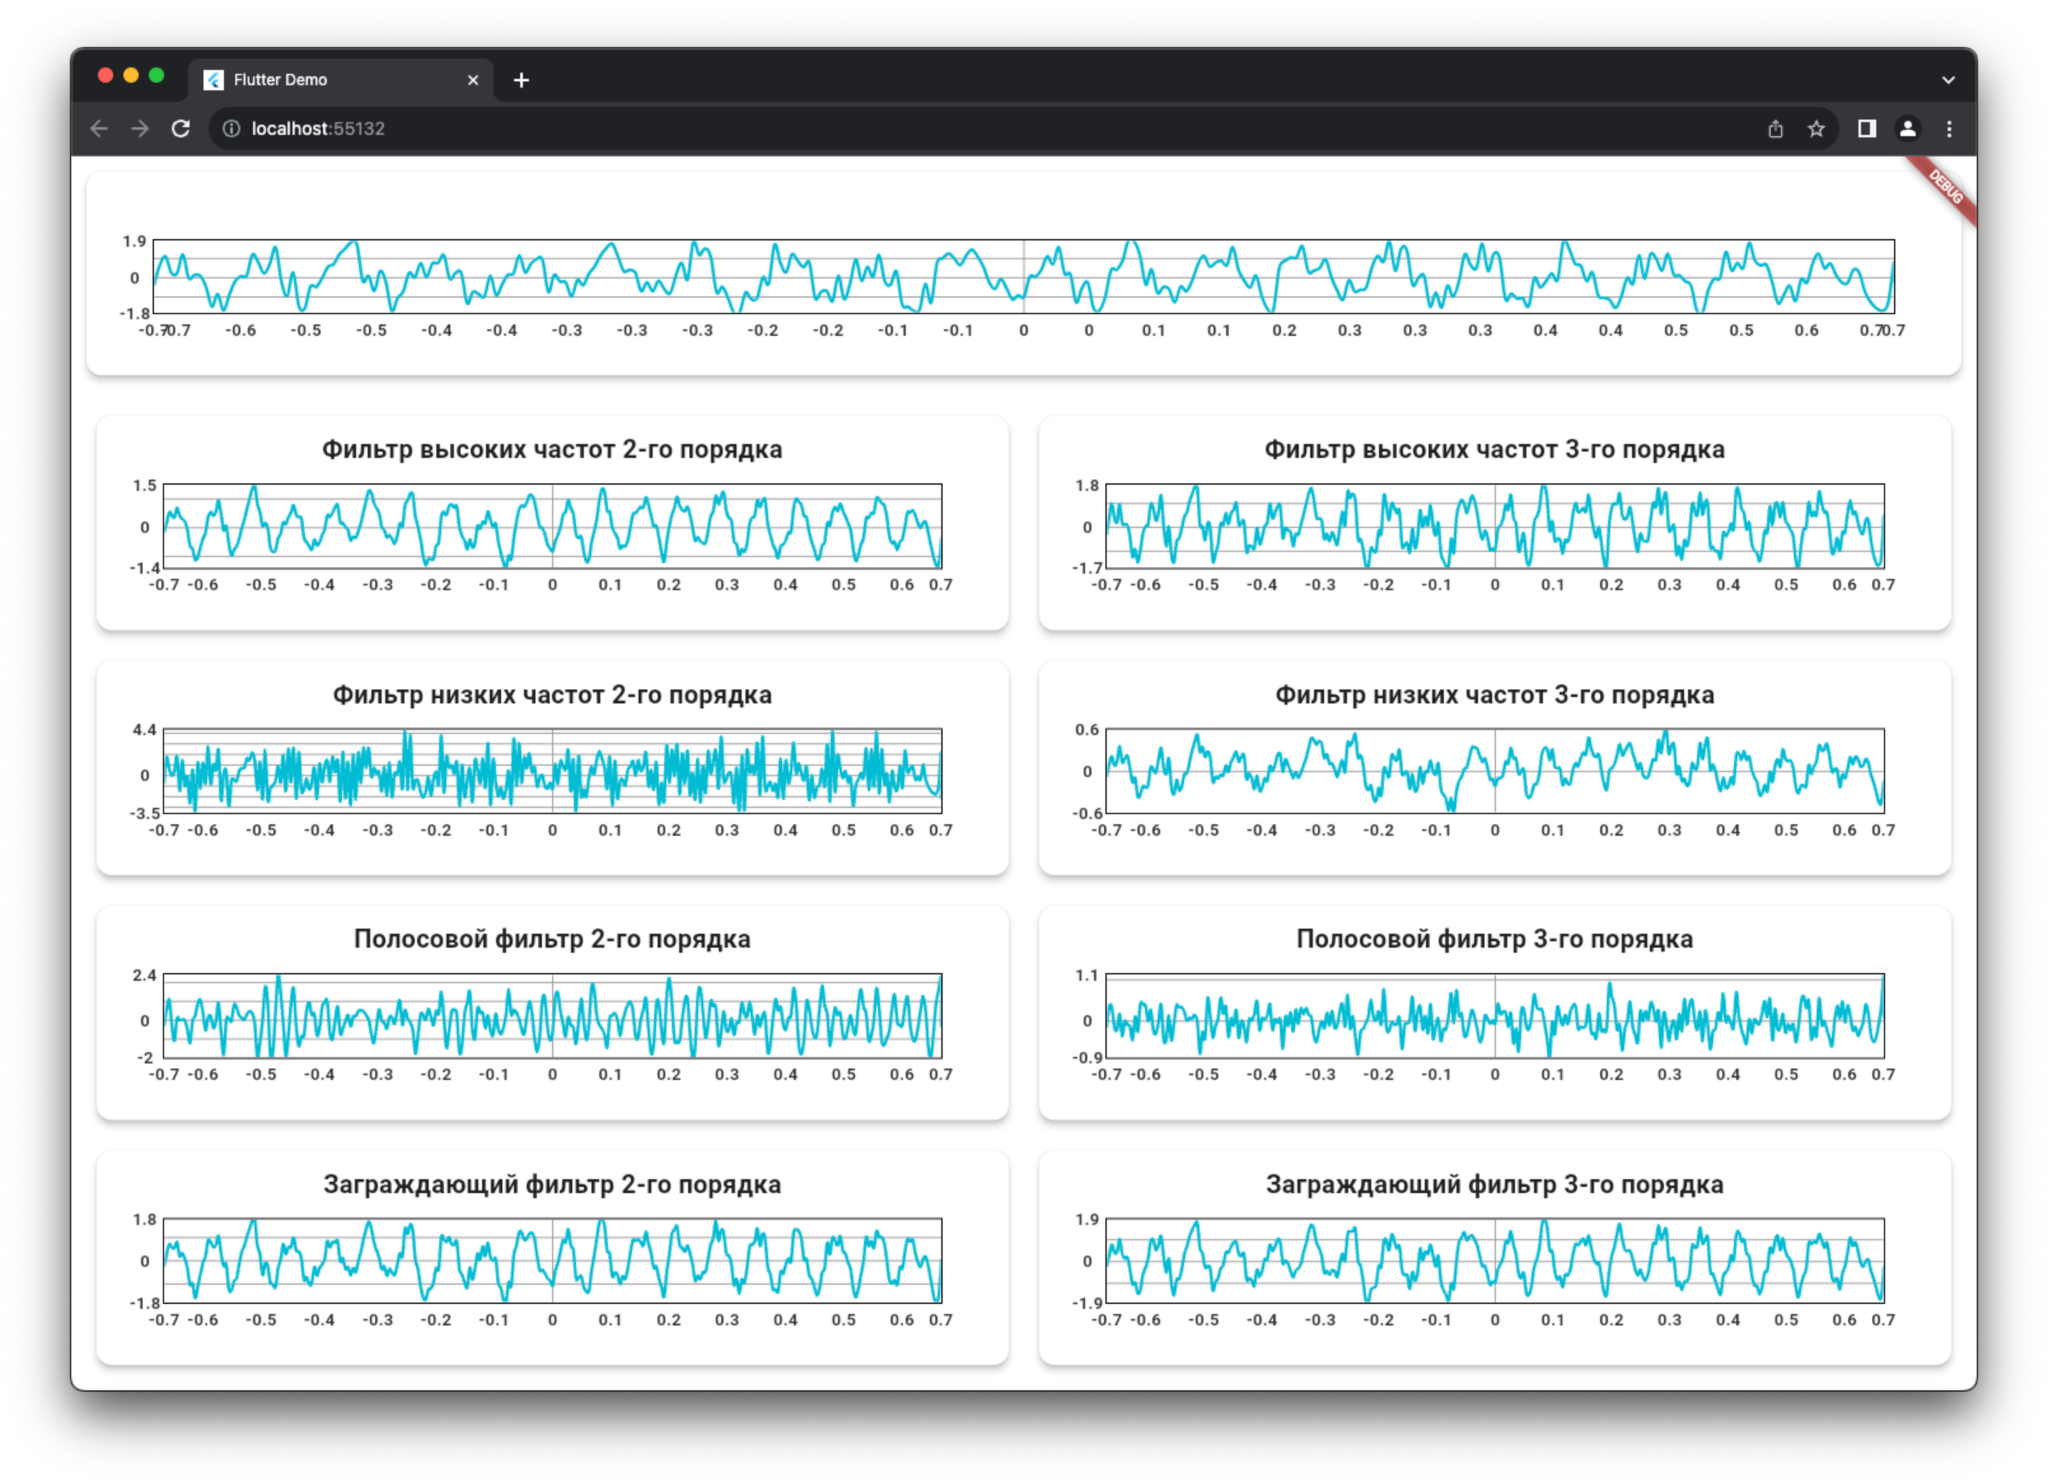 Flutter Demo
localhost:55132
DEBUG
1.9
0
-1.8
-0.7 -0.7 -0.6 -0.5 -0.5 -0.4 -0.4 -0.3 -0.3 -0.3 -0.2 -0.2 -0.1 -0.1 0 0 0.1 0.1 0.2 0.3 0.3 0.3 0.4 0.4 0.5 0.5 0.6 0.7 0.7
Фильтр высоких частот 2-го порядка
1.5
0
-1.4
-0.7 -0.6 -0.5 -0.4 -0.3 -0.2 -0.1 0 0.1 0.2 0.3 0.4 0.5 0.6 0.7
Фильтр высоких частот 3-го порядка
1.8
0
-1.7
-0.7 -0.6 -0.5 -0.4 -0.3 -0.2 -0.1 0 0.1 0.2 0.3 0.4 0.5 0.6 0.7
Фильтр низких частот 2-го порядка
4.4
0
-3.5
-0.7 -0.6 -0.5 -0.4 -0.3 -0.2 -0.1 0 0.1 0.2 0.3 0.4 0.5 0.6 0.7
Фильтр низких частот 3-го порядка
0.6
0
-0.6
-0.7 -0.6 -0.5 -0.4 -0.3 -0.2 -0.1 0 0.1 0.2 0.3 0.4 0.5 0.6 0.7
Полосовой фильтр 2-го порядка
2.4
0
-2
-0.7 -0.6 -0.5 -0.4 -0.3 -0.2 -0.1 0 0.1 0.2 0.3 0.4 0.5 0.6 0.7
Полосовой фильтр 3-го порядка
1.1
0
-0.9
-0.7 -0.6 -0.5 -0.4 -0.3 -0.2 -0.1 0 0.1 0.2 0.3 0.4 0.5 0.6 0.7
Заграждающий фильтр 2-го порядка
1.8
0
-1.8
-0.7 -0.6 -0.5 -0.4 -0.3 -0.2 -0.1 0 0.1 0.2 0.3 0.4 0.5 0.6 0.7
Заграждающий фильтр 3-го порядка
1.9
0
-1.9
-0.7 -0.6 -0.5 -0.4 -0.3 -0.2 -0.1 0 0.1 0.2 0.3 0.4 0.5 0.6 0.7